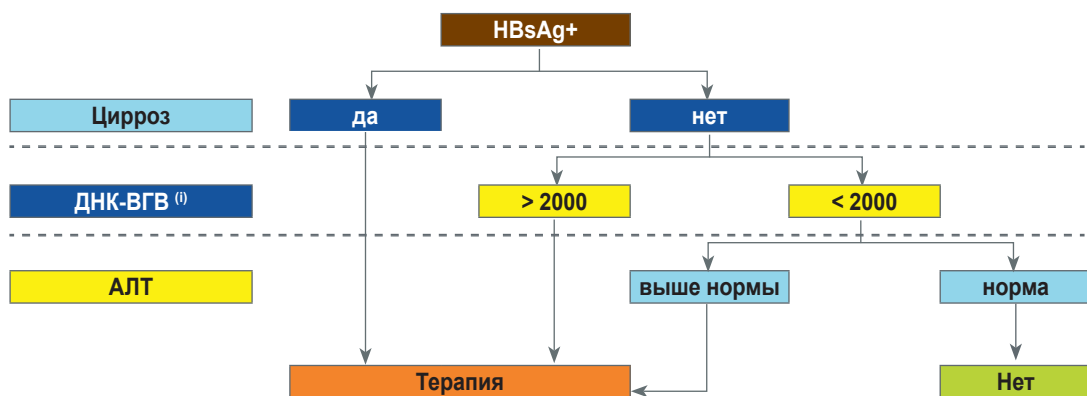 HBsAg+
Цирроз
да
нет
ДНК-ВГВ (i)
> 2000
< 2000
АЛТ
выше нормы
норма
Терапия
Нет